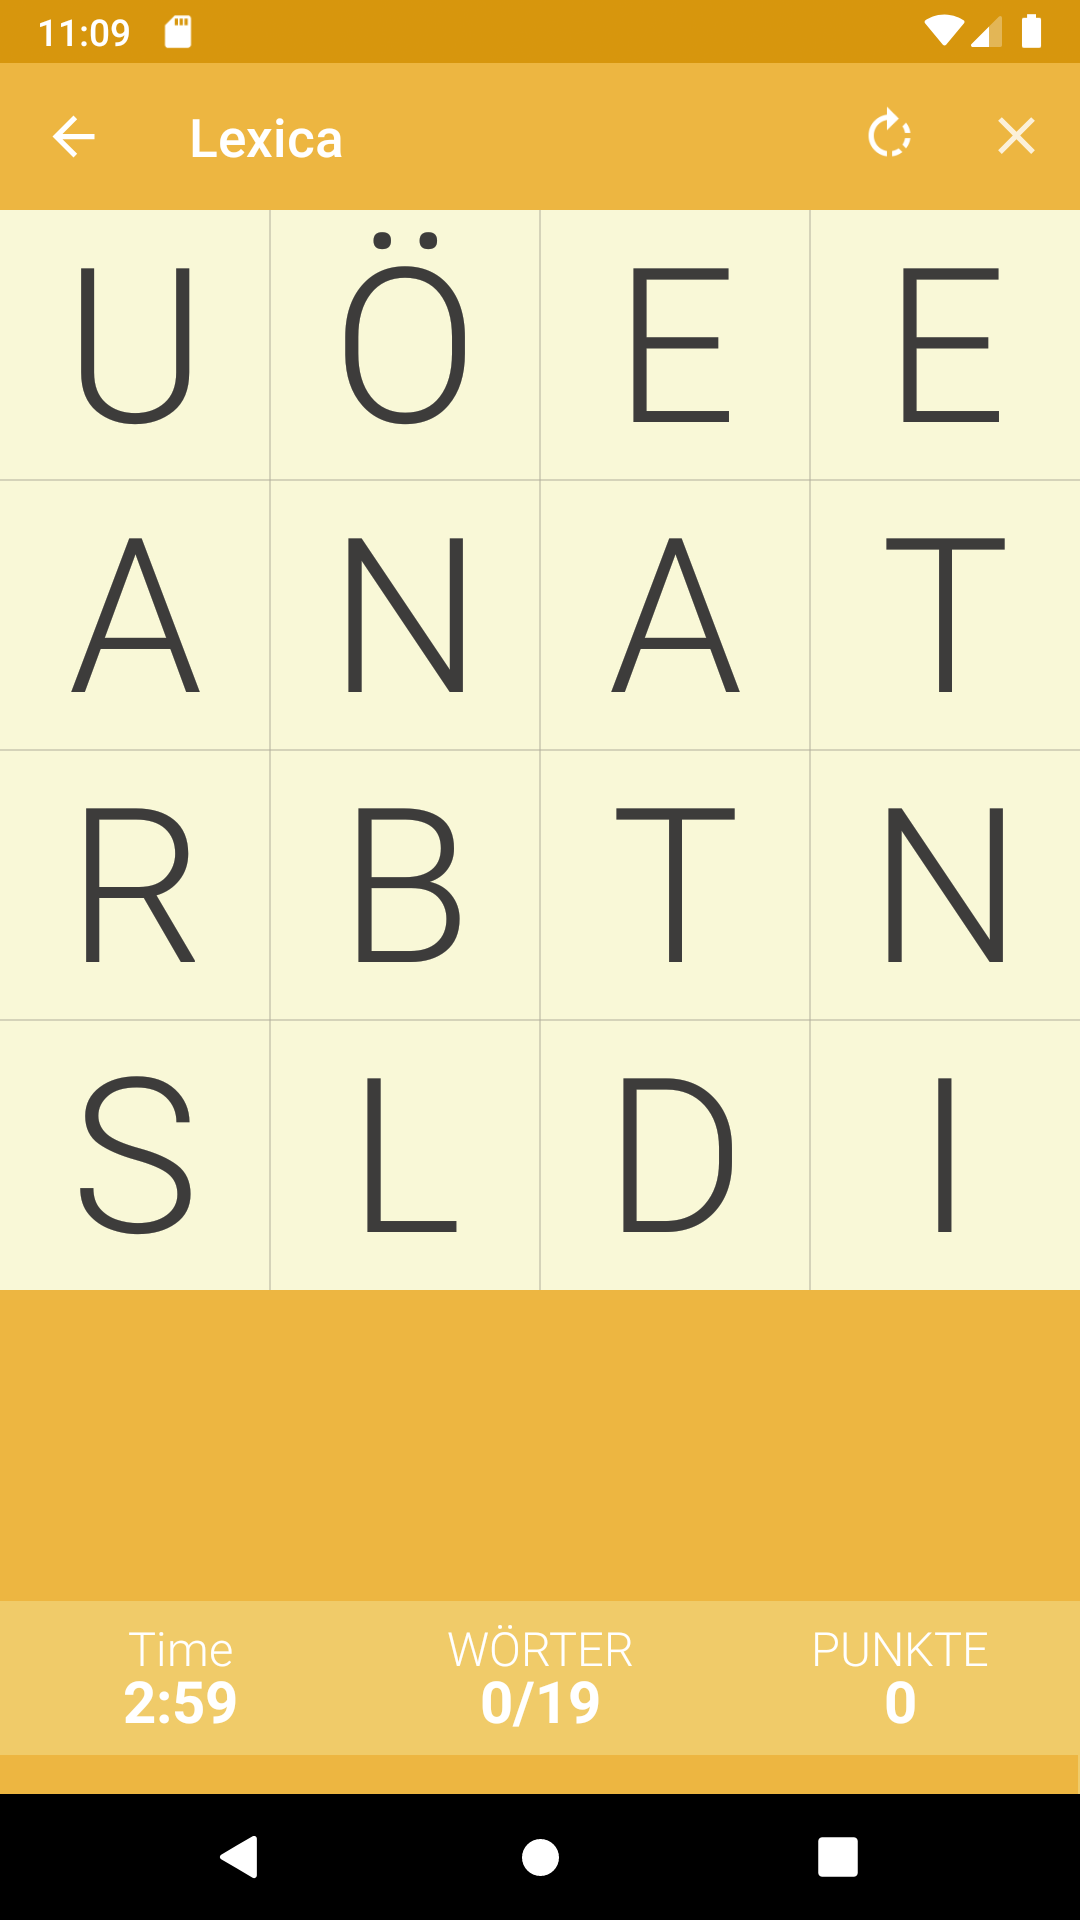 11:09
Lexica
U Ö E E
A N A T
R B T N
S L D I
Time WÖRTER PUNKTE
2:59 0/19 0